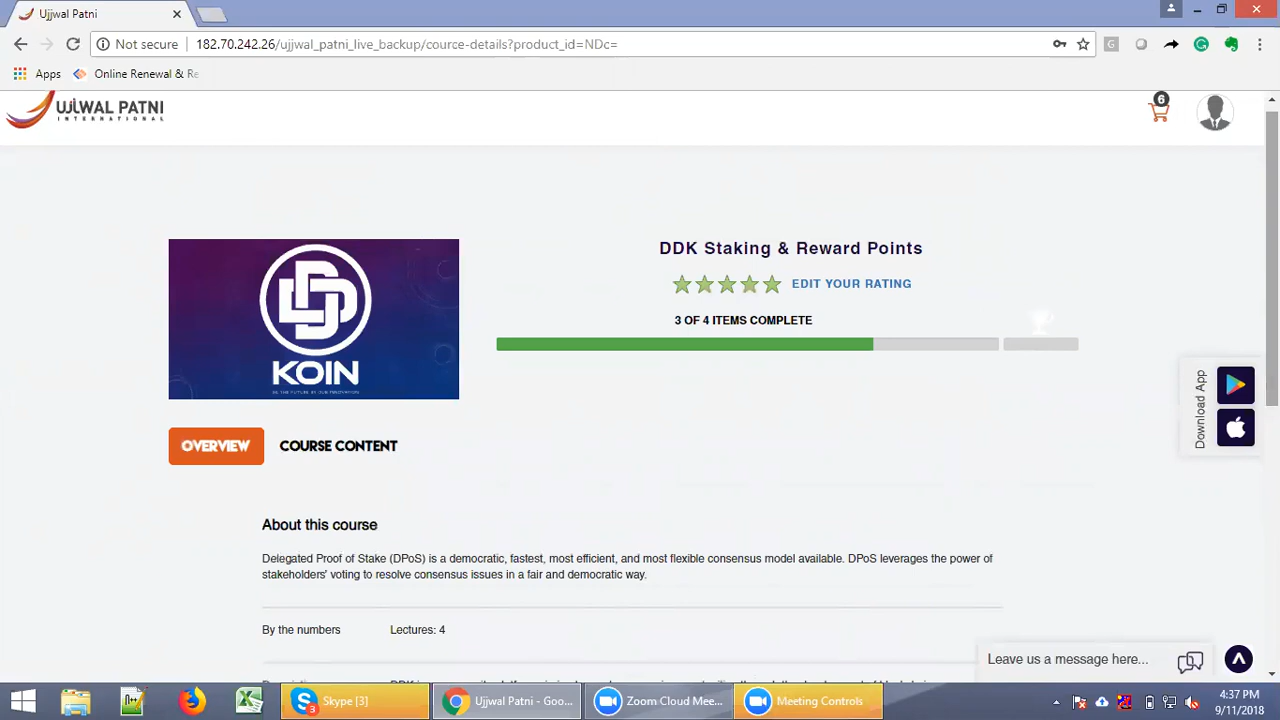 Ujjwal Patni
Not secure | 182.70.242.26/ujjwal_patni_live_backup/cource-details?product_id=NDc=
Apps Online Renewal & Re
UJJWAL PATNI
INTERNATIONAL
6
DDK Staking & Reward Points
EDIT YOUR RATING
3 OF 4 ITEMS COMPLETE
KOIN
Download App
OVERVIEW COURSE CONTENT
About this course
Delegated Proof of Stake (DPoS) is a democratic, fastest, most efficient, and most flexible consensus model available. DPoS leverages the power of
stakeholders' voting to resolve consensus issues in a fair and democratic way.
By the numbers Lectures: 4
Leave us a message here...
Skype [3] Ujjwal Patni - Goo... Zoom Cloud Mee... Meeting Controls
3
4:37 PM
9/11/2018